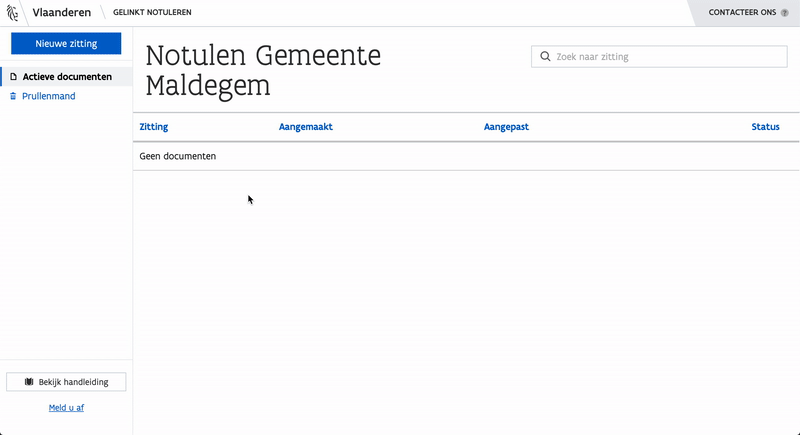 Vlaanderen
GELINKT NOTULEREN
CONTACTEER ONS ?
Nieuwe zitting
Actieve documenten
Prullenmand
Notulen Gemeente
Maldegem
Zoek naar zitting
Zitting Aangemaakt Aangepast Status
Geen documenten
Bekijk handleiding
Meld u af